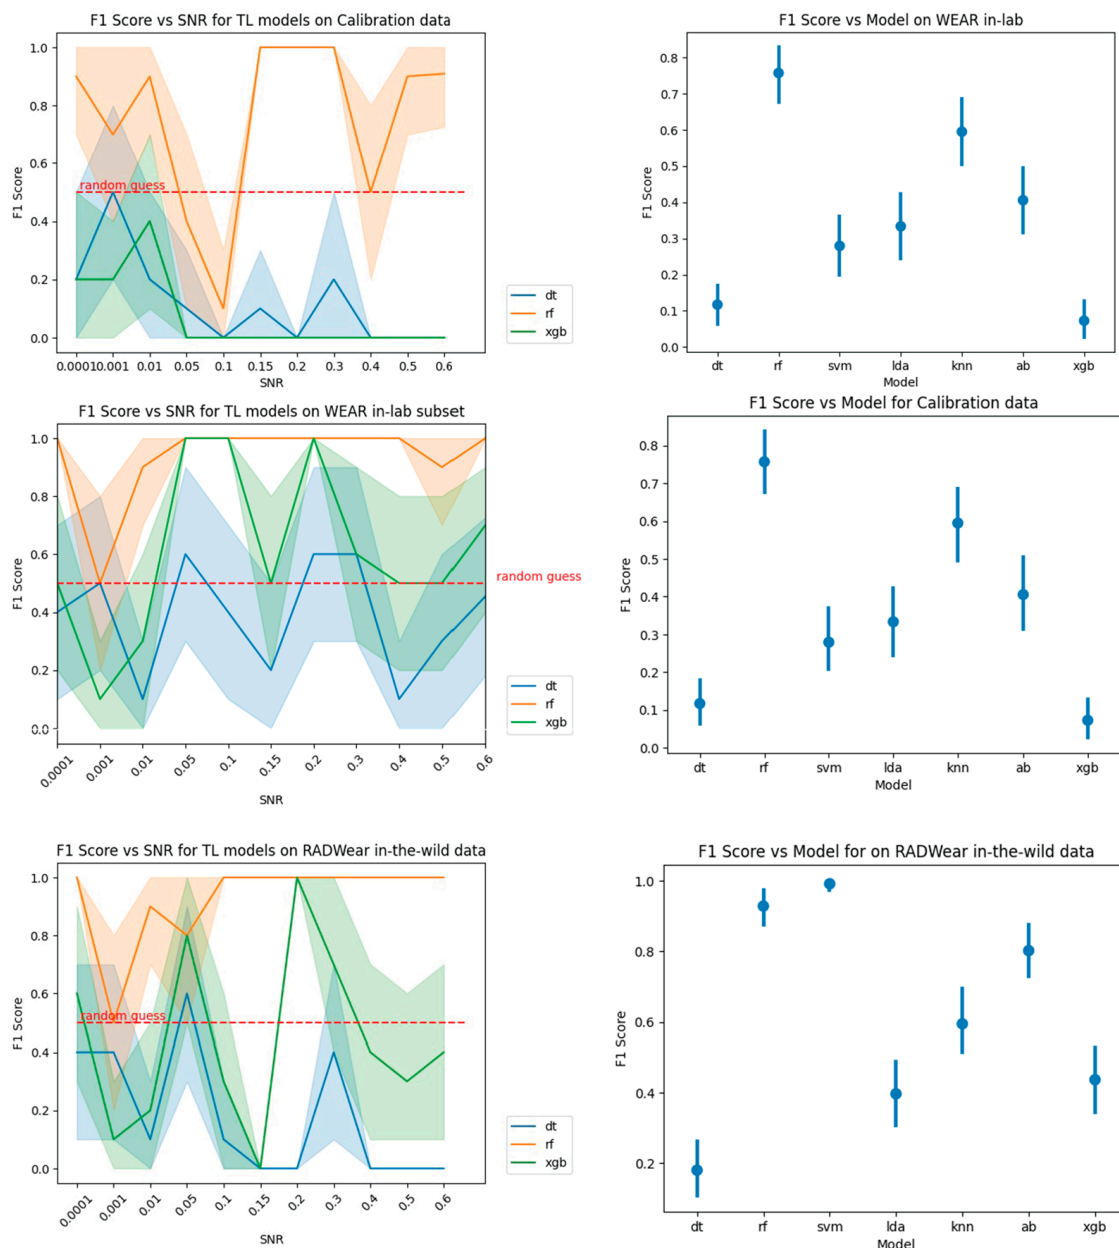 F1 Score vs SNR for TL models on Calibration data
1.0
0.8
0.6
0.4
0.2
0.0
F1 Score
random guess
0.0001
0.001
0.01
0.05
0.1
0.15
0.2
0.3
0.4
0.5
0.6
SNR
dt
rf
xgb
F1 Score vs Model on WEAR in-lab
0.8
0.7
0.6
0.5
0.4
0.3
0.2
0.1
0.0
F1 Score
dt
rf
svm
lda
knn
ab
xgb
Model
F1 Score vs SNR for TL models on WEAR in-lab subset
1.0
0.8
0.6
0.4
0.2
0.0
F1 Score
random guess
0.0001
0.001
0.01
0.05
0.1
0.15
0.2
0.3
0.4
0.5
0.6
SNR
dt
rf
xgb
F1 Score vs Model for Calibration data
0.8
0.7
0.6
0.5
0.4
0.3
0.2
0.1
0.0
F1 Score
dt
rf
svm
lda
knn
ab
xgb
Model
F1 Score vs SNR for TL models on RADWear in-the-wild data
1.0
0.8
0.6
0.4
0.2
0.0
F1 Score
random guess
0.0001
0.001
0.01
0.05
0.1
0.15
0.2
0.3
0.4
0.5
0.6
SNR
dt
rf
xgb
F1 Score vs Model for on RADWear in-the-wild data
1.0
0.8
0.6
0.4
0.2
F1 Score
dt
rf
svm
lda
knn
ab
xgb
Model